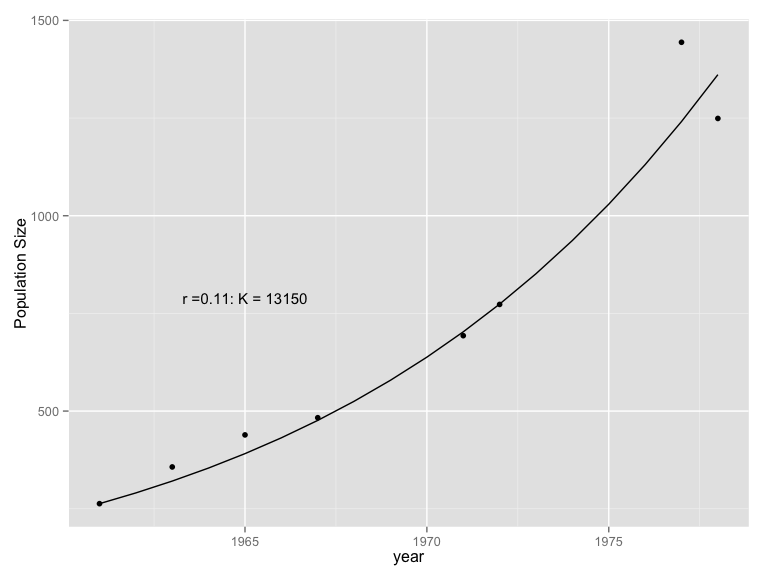 1500
1000
500
Population Size
r =0.11: K = 13150
1965 1970 1975
year